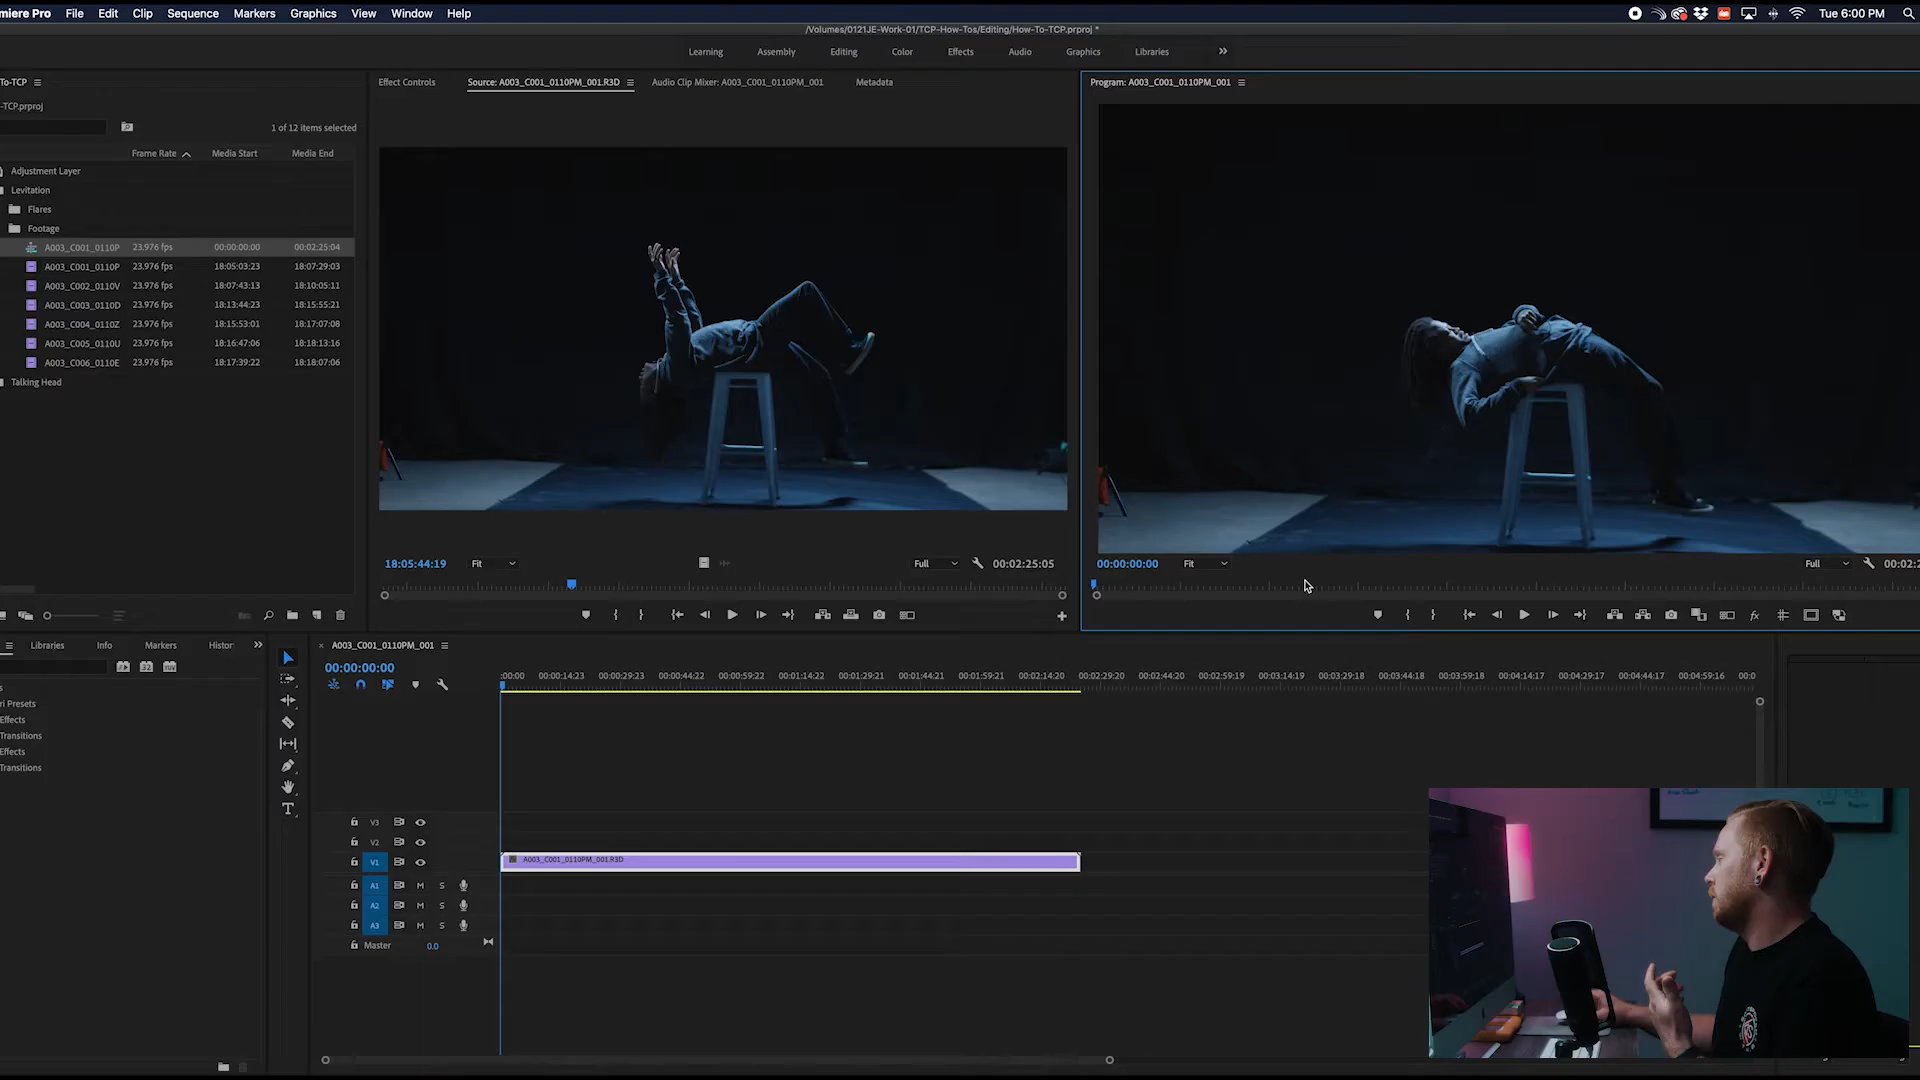 miere Pro File Edit Clip Sequence Markers Graphics View Window Help Tue 6:00 PM
/Volumes/0121JE-Work-01/TCP-How-Tos/Editing/How-To-TCP.prproj *
Learning Assembly Editing Color Effects Audio Graphics Libraries
To-TCP
Effect Controls Source: A003_C001_0110PM_001.R3D Audio Clip Mixer: A003_C001_0110PM_001 Metadata
Program: A003_C001_0110PM_001
-TCP.prproj
1 of 12 items selected
Frame Rate Media Start Media End
Adjustment Layer
Levitation
Flares
Footage
A003_C001_0110P 23.976 fps 00:00:00:00 00:02:25:04
A003_C001_0110P 23.976 fps 18:05:03:23 18:07:29:03
A003_C002_0110V 23.976 fps 18:07:43:13 18:10:05:11
A003_C003_0110D 23.976 fps 18:13:44:23 18:15:55:21
A003_C004_0110Z 23.976 fps 18:15:53:01 18:17:07:08
A003_C005_0110U 23.976 fps 18:16:47:06 18:18:13:16
A003_C006_0110E 23.976 fps 18:17:39:22 18:18:07:06
Talking Head
18:05:44:19 Fit Full 00:02:25:05
00:00:00:00 Fit Full 00:02:2
Libraries Info Markers Histor
A003_C001_0110PM_001
00:00:00:00
:00:00 00:00:14:23 00:00:29:23 00:00:44:22 00:00:59:22 00:01:14:22 00:01:29:21 00:01:44:21 00:01:59:21 00:02:14:20 00:02:29:20 00:02:44:20 00:02:59:19 00:03:14:19 00:03:29:18 00:03:44:18 00:03:59:18 00:04:14:17 00:04:29:17 00:04:44:17 00:04:59:16 00:0
s
ri Presets
Effects
Transitions
Effects
Transitions
V3
V2
V1 A003_C001_0110PM_001.R3D
A1 M S
A2 M S
A3 M S
Master 0.0